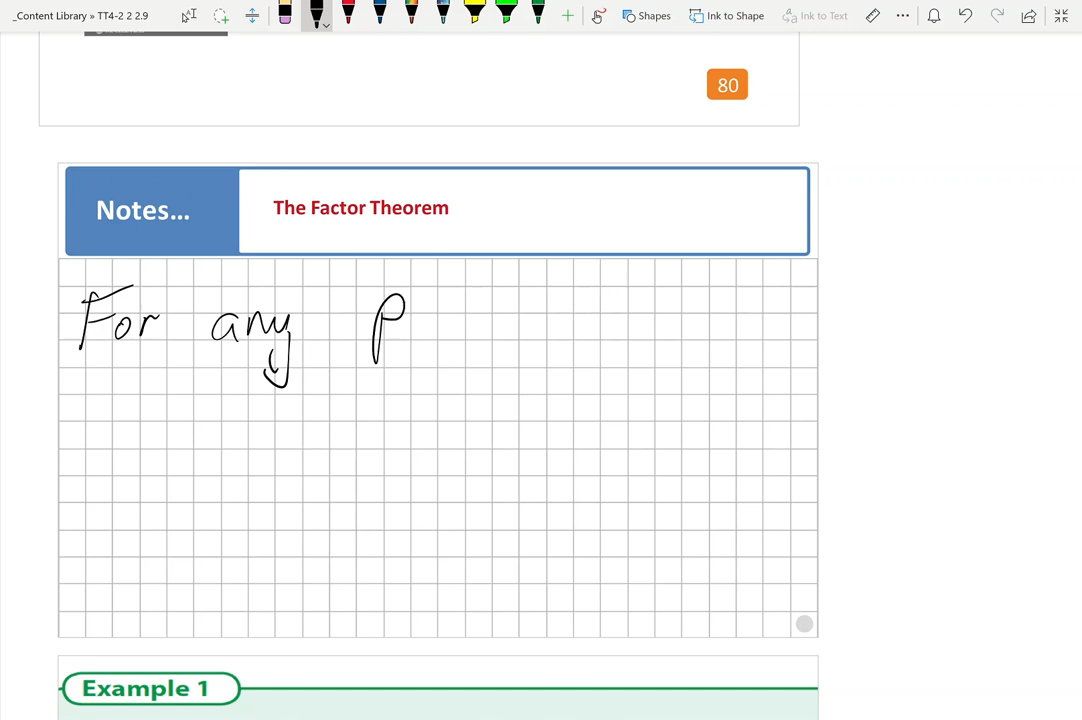 _Content Library » TT4-2 2 2.9
Shapes
Ink to Shape
Ink to Text
80
Notes...
The Factor Theorem
For any P
Example 1